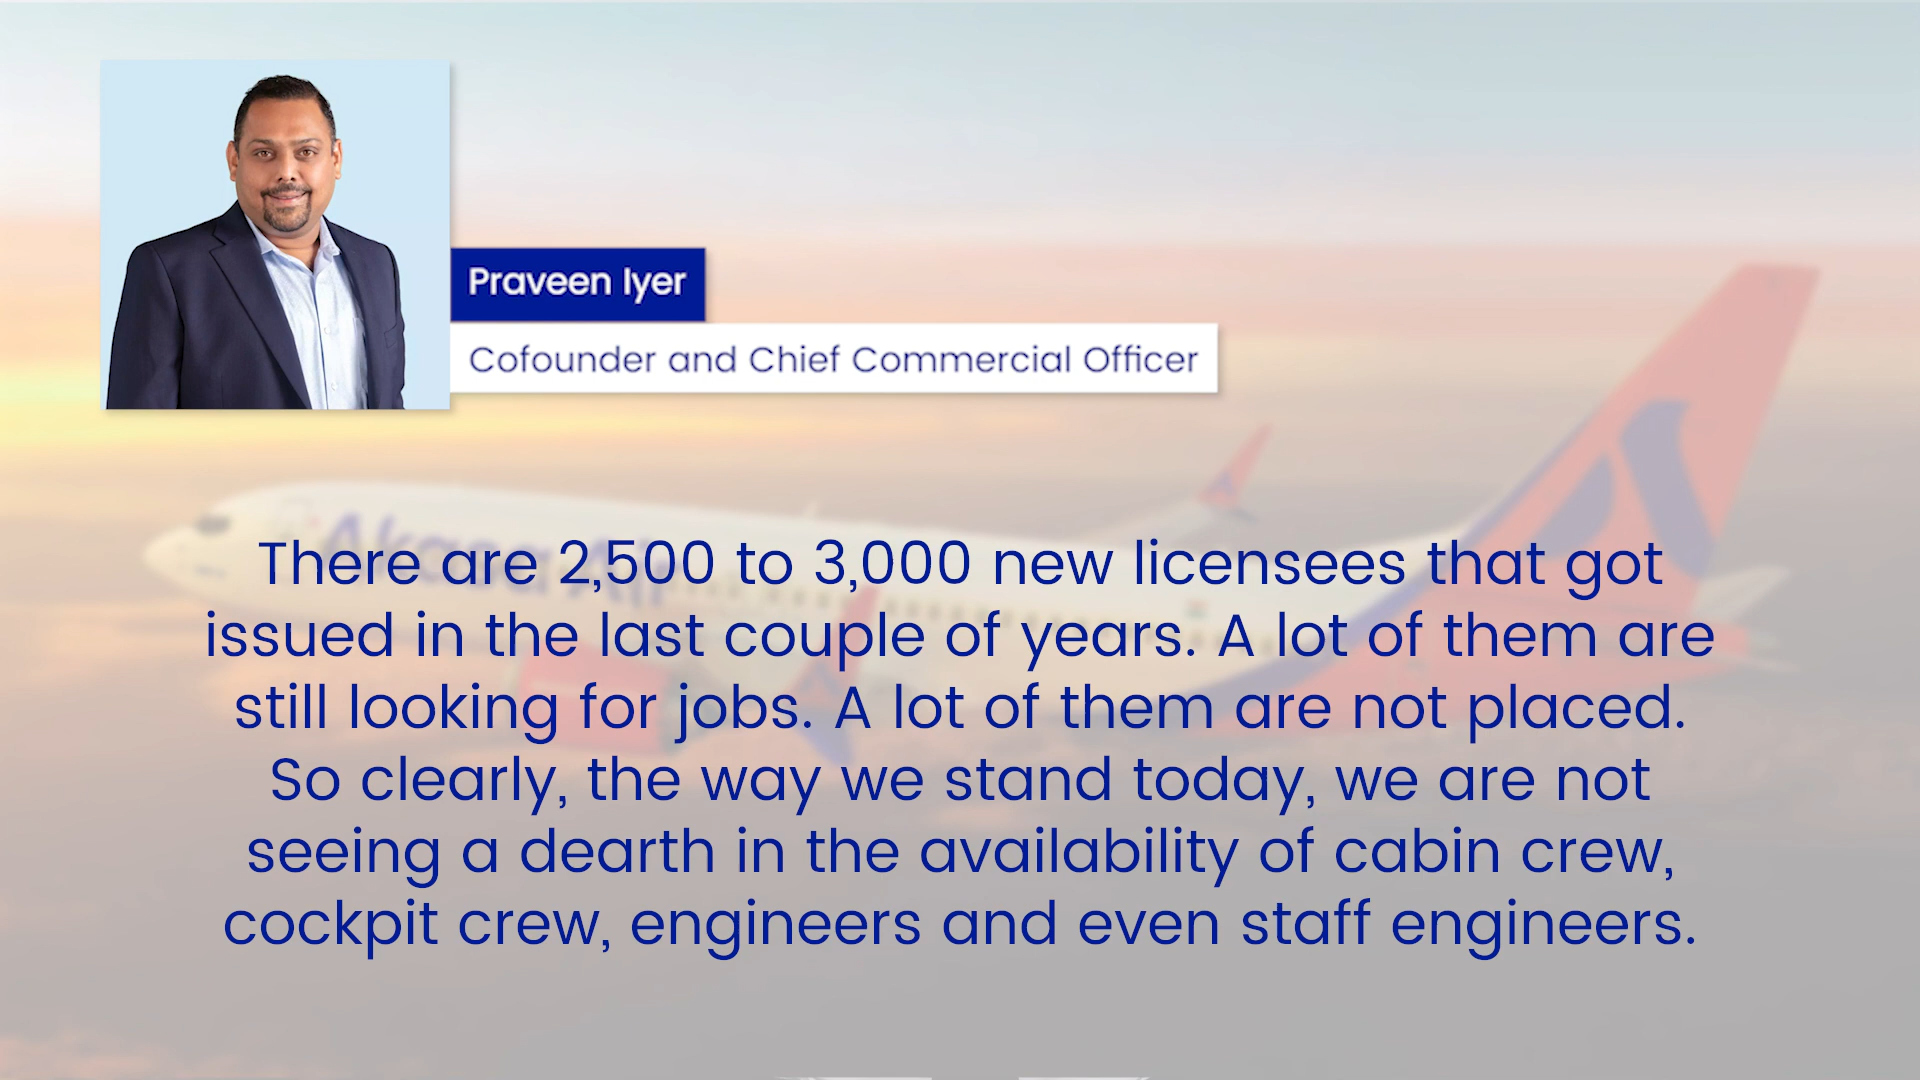 Praveen Iyer
Cofounder and Chief Commercial Officer
Akasa Air
There are 2,500 to 3,000 new licensees that got
issued in the last couple of years. A lot of them are
still looking for jobs. A lot of them are not placed.
So clearly, the way we stand today, we are not
seeing a dearth in the availability of cabin crew,
cockpit crew, engineers and even staff engineers.